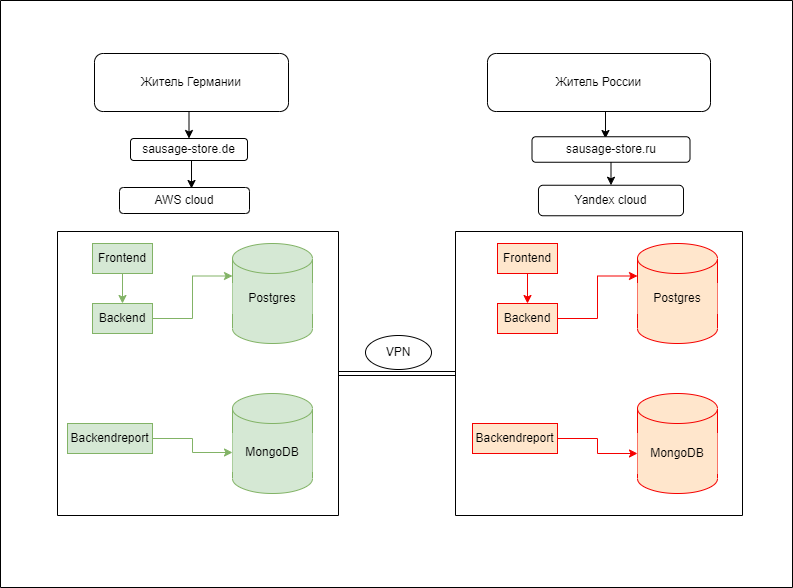 Житель Германии
Житель России
sausage-store.de
sausage-store.ru
AWS cloud
Yandex cloud
Frontend
Postgres
Backend
Backendreport
MongoDB
VPN
Frontend
Postgres
Backend
Backendreport
MongoDB